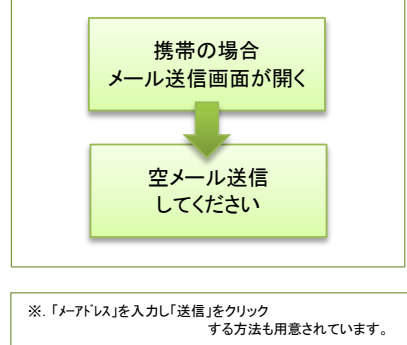 携帯の場合
メール送信画面が開く
空メール送信
してください
※．「ﾒｰｱﾄﾞﾚｽ」を入力し「送信」をクリック
する方法も用意されています。